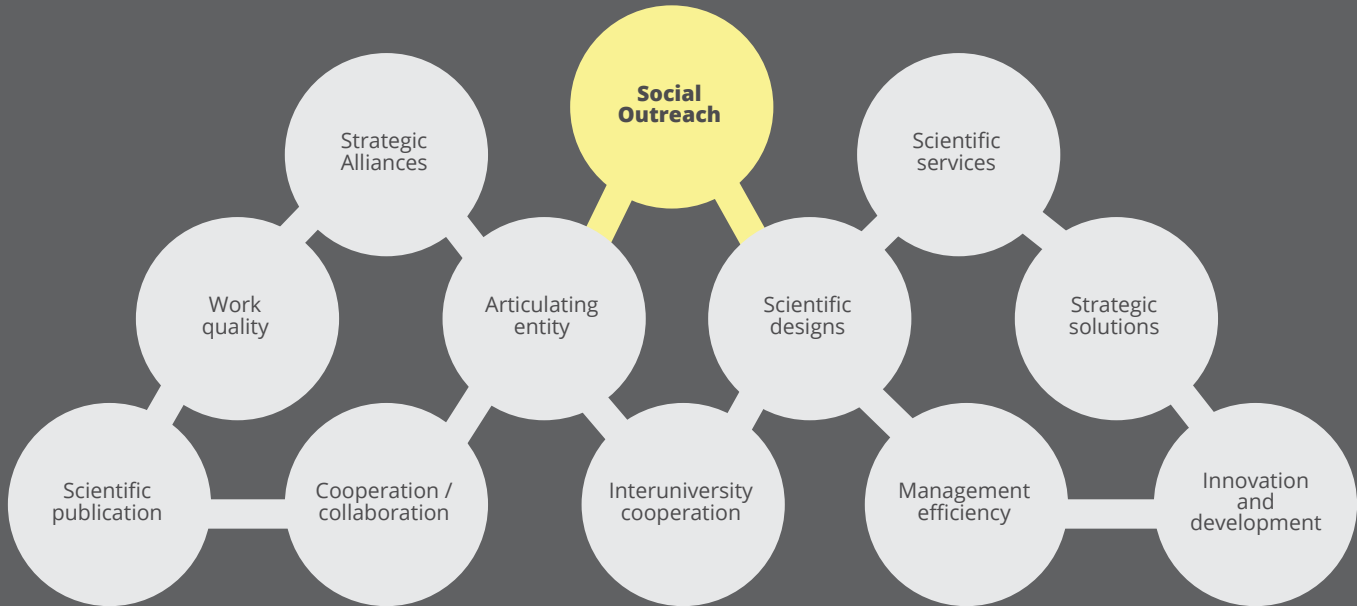 Social
Outreach
Strategic
Alliances
Scientific
services
Work
quality
Articulating
entity
Scientific
designs
Strategic
solutions
Scientific
publication
Cooperation /
collaboration
Interuniversity
cooperation
Management
efficiency
Innovation
and
development